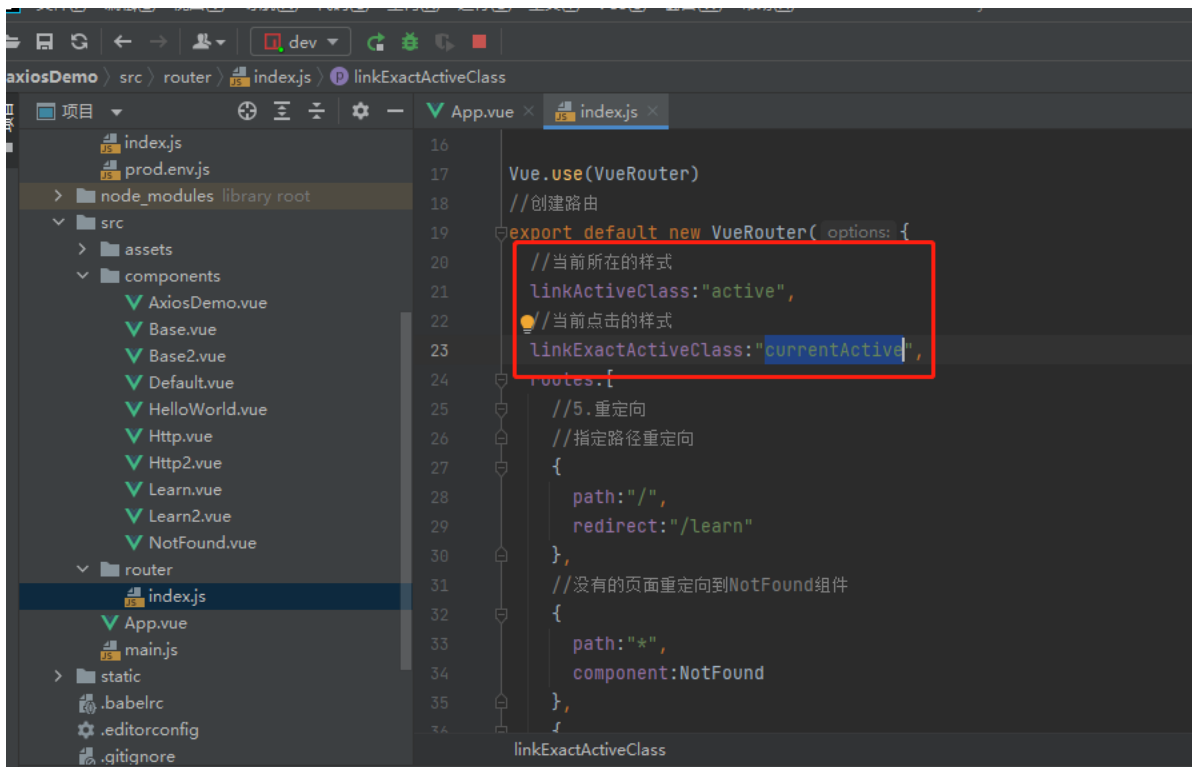 dev
axiosDemo src router index.js linkExactActiveClass
项目
App.vue
index.js
index.js
prod.env.js
node_modules library root
src
assets
components
AxiosDemo.vue
Base.vue
Base2.vue
Default.vue
HelloWorld.vue
Http.vue
Http2.vue
Learn.vue
Learn2.vue
NotFound.vue
router
index.js
App.vue
main.js
static
.babelrc
.editorconfig
.gitignore
16
17 Vue.use(VueRouter)
18 //创建路由
19 export default new VueRouter( options: {
20 //当前所在的样式
21 linkActiveClass:"active",
22 //当前点击的样式
23 linkExactActiveClass:"currentActive",
24 routes:[
25 //5.重定向
26 //指定路径重定向
27 {
28 path:"/",
29 redirect:"/learn"
30 },
31 //没有的页面重定向到NotFound组件
32 {
33 path:"*",
34 component:NotFound
35 },
36 {
linkExactActiveClass